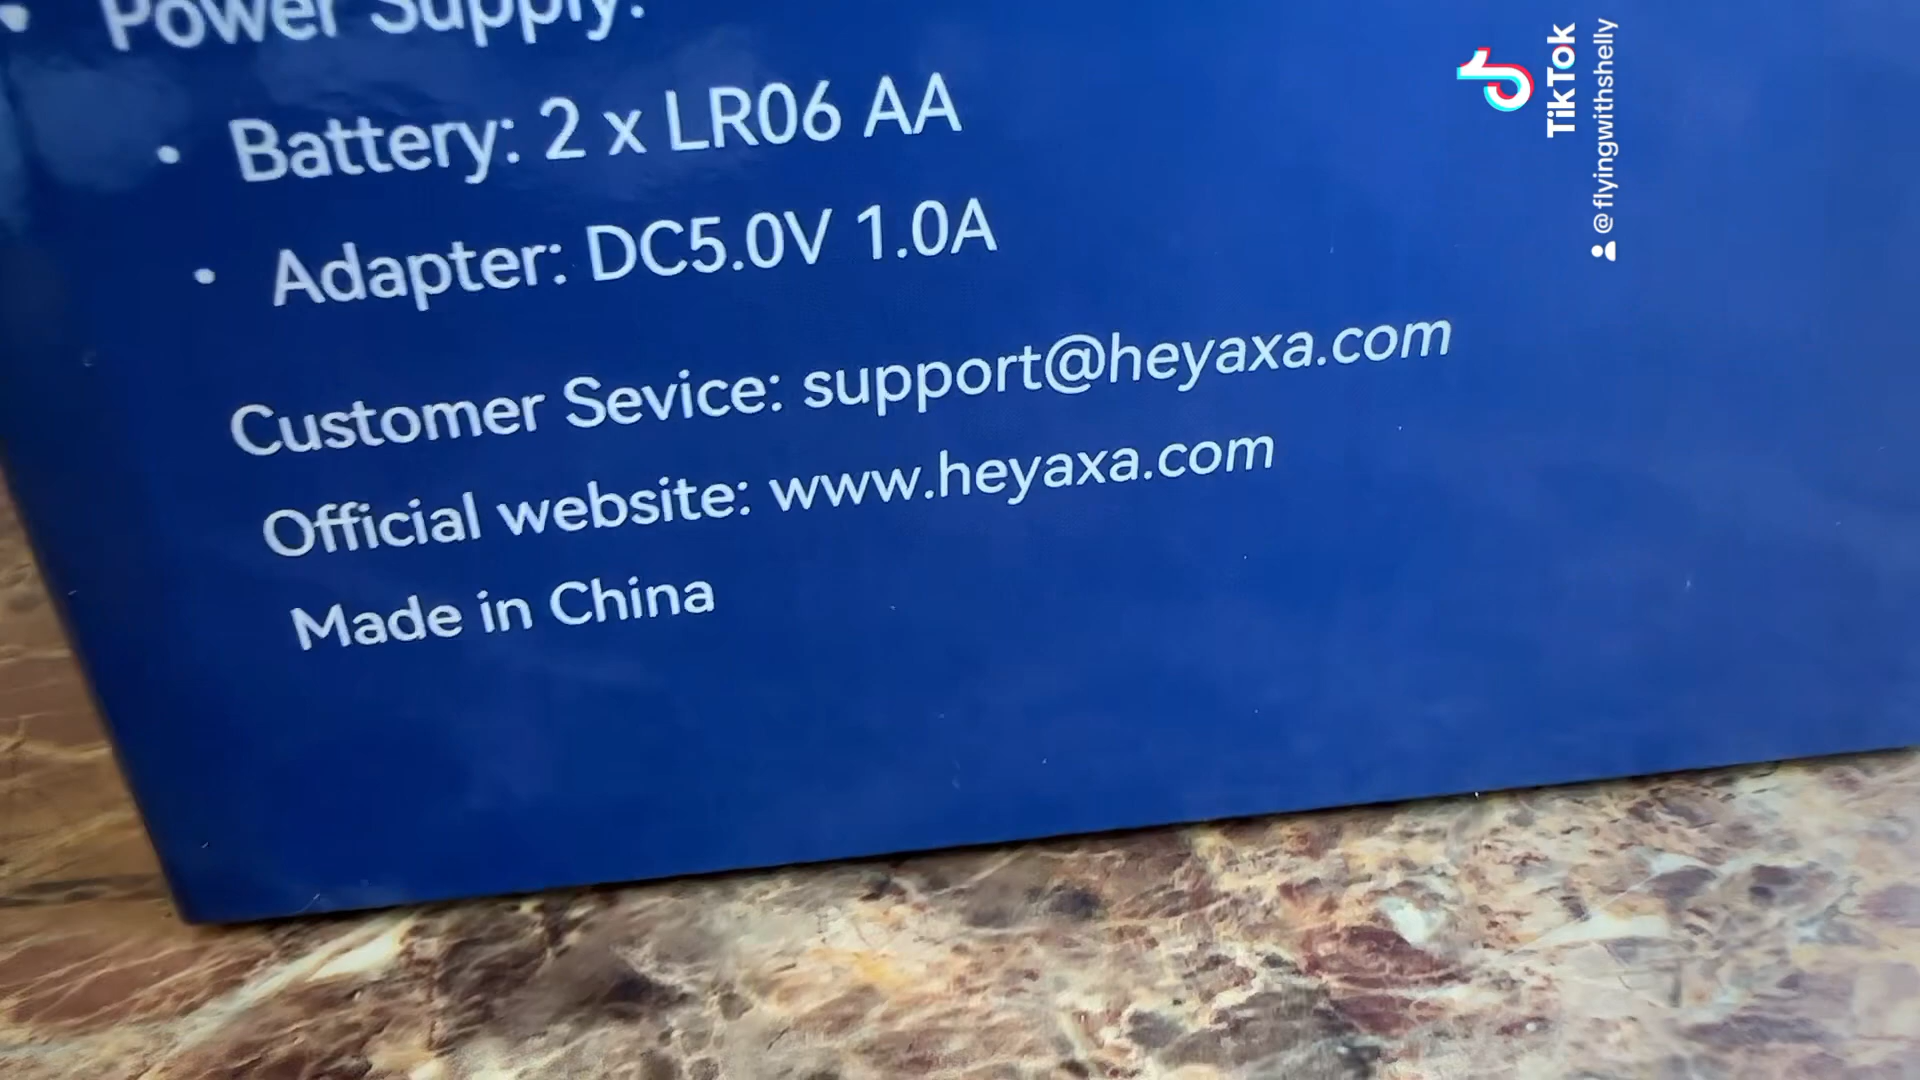 • Power Supply:
• Battery: 2 x LR06 AA
• Adapter: DC5.0V 1.0A
Customer Sevice: support@heyaxa.com
Official website: www.heyaxa.com
Made in China
TikTok
@flyingwithshelly